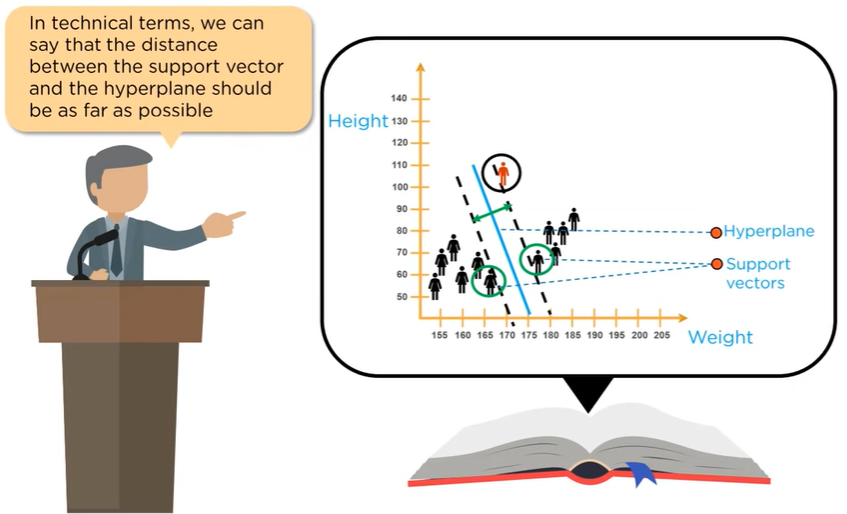 In technical terms, we can
say that the distance
between the support vector
and the hyperplane should
be as far as possible
Height
140
130
120
110
100
90
80
70
60
50
Hyperplane
Support
vectors
155 160 165 170 175 180 185 190 195 200 205
Weight